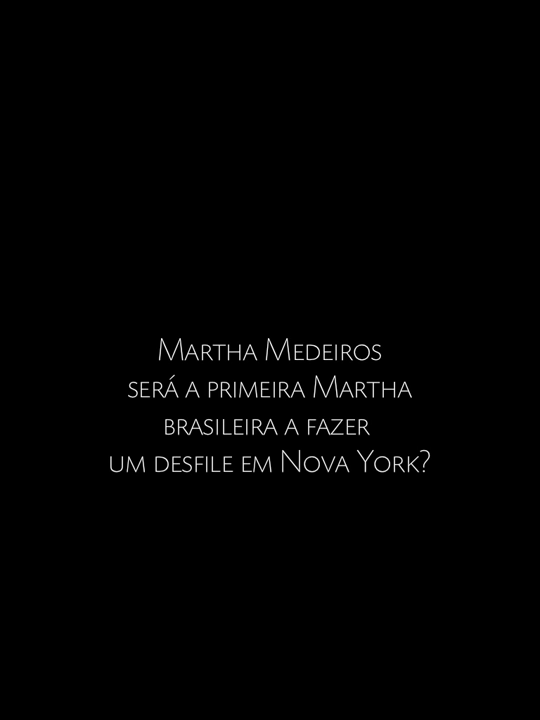 Martha Medeiros
será a primeira Martha
brasileira a fazer
um desfile em Nova York?